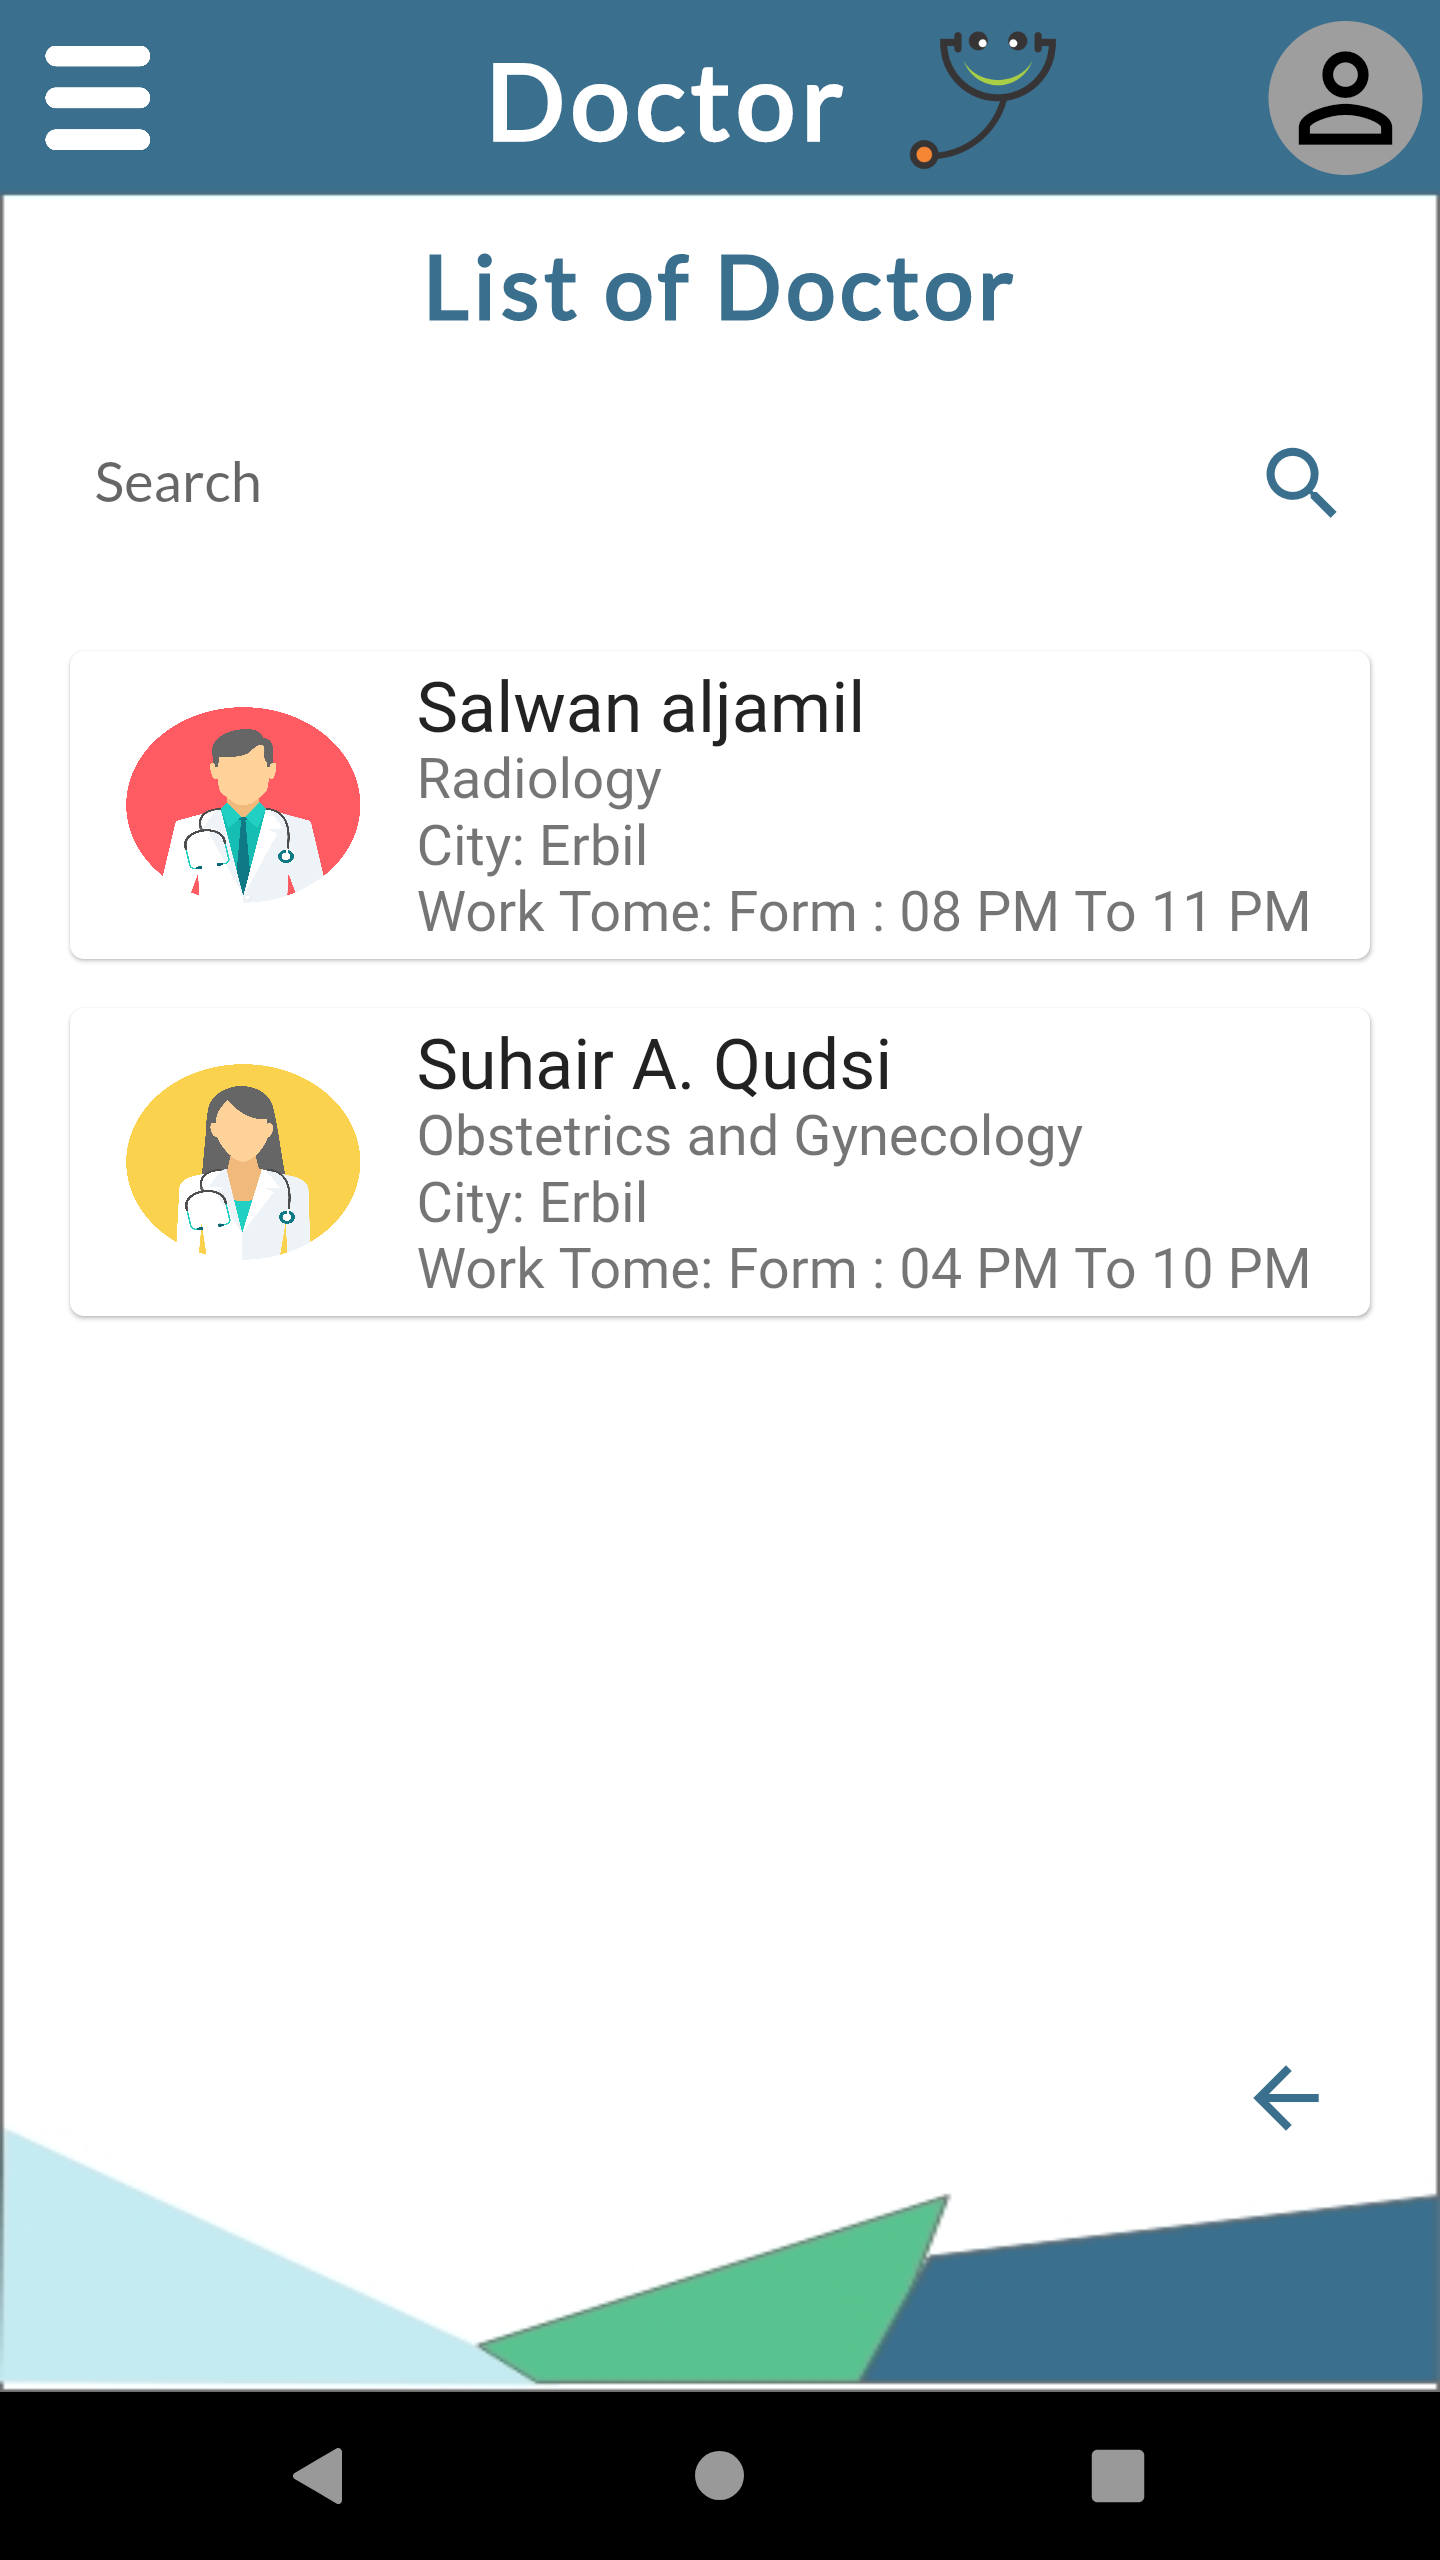 Doctor
List of Doctor
Search
Salwan aljamil
Radiology
City: Erbil
Work Tome: Form : 08 PM To 11 PM
Suhair A. Qudsi
Obstetrics and Gynecology
City: Erbil
Work Tome: Form : 04 PM To 10 PM